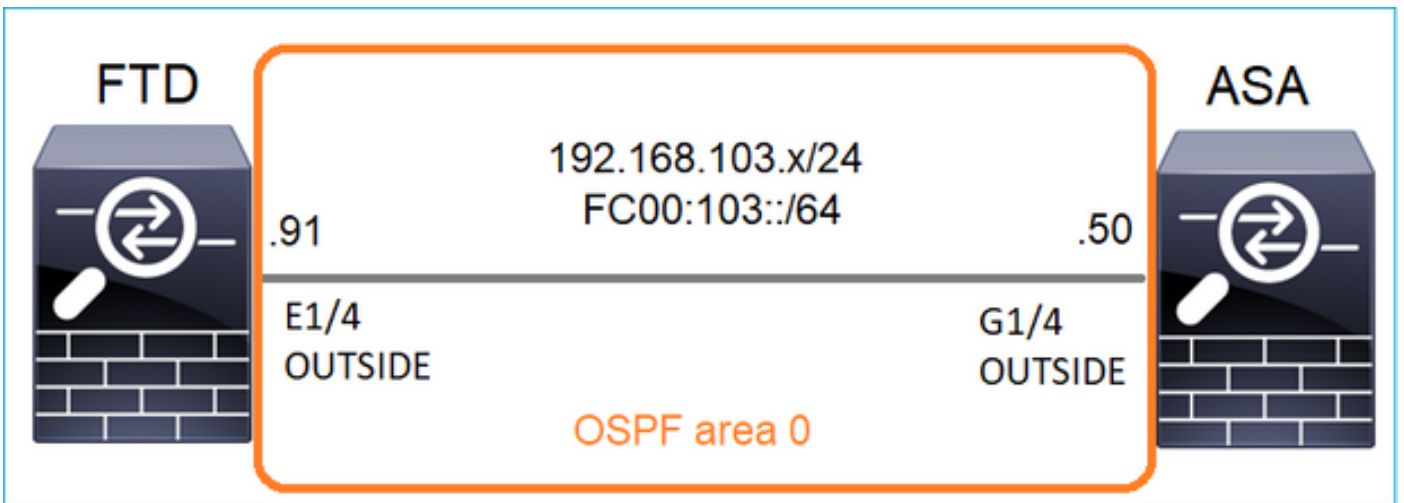 FTD
ASA
192.168.103.x/24
FC00:103::/64
.91
.50
E1/4
OUTSIDE
G1/4
OUTSIDE
OSPF area 0